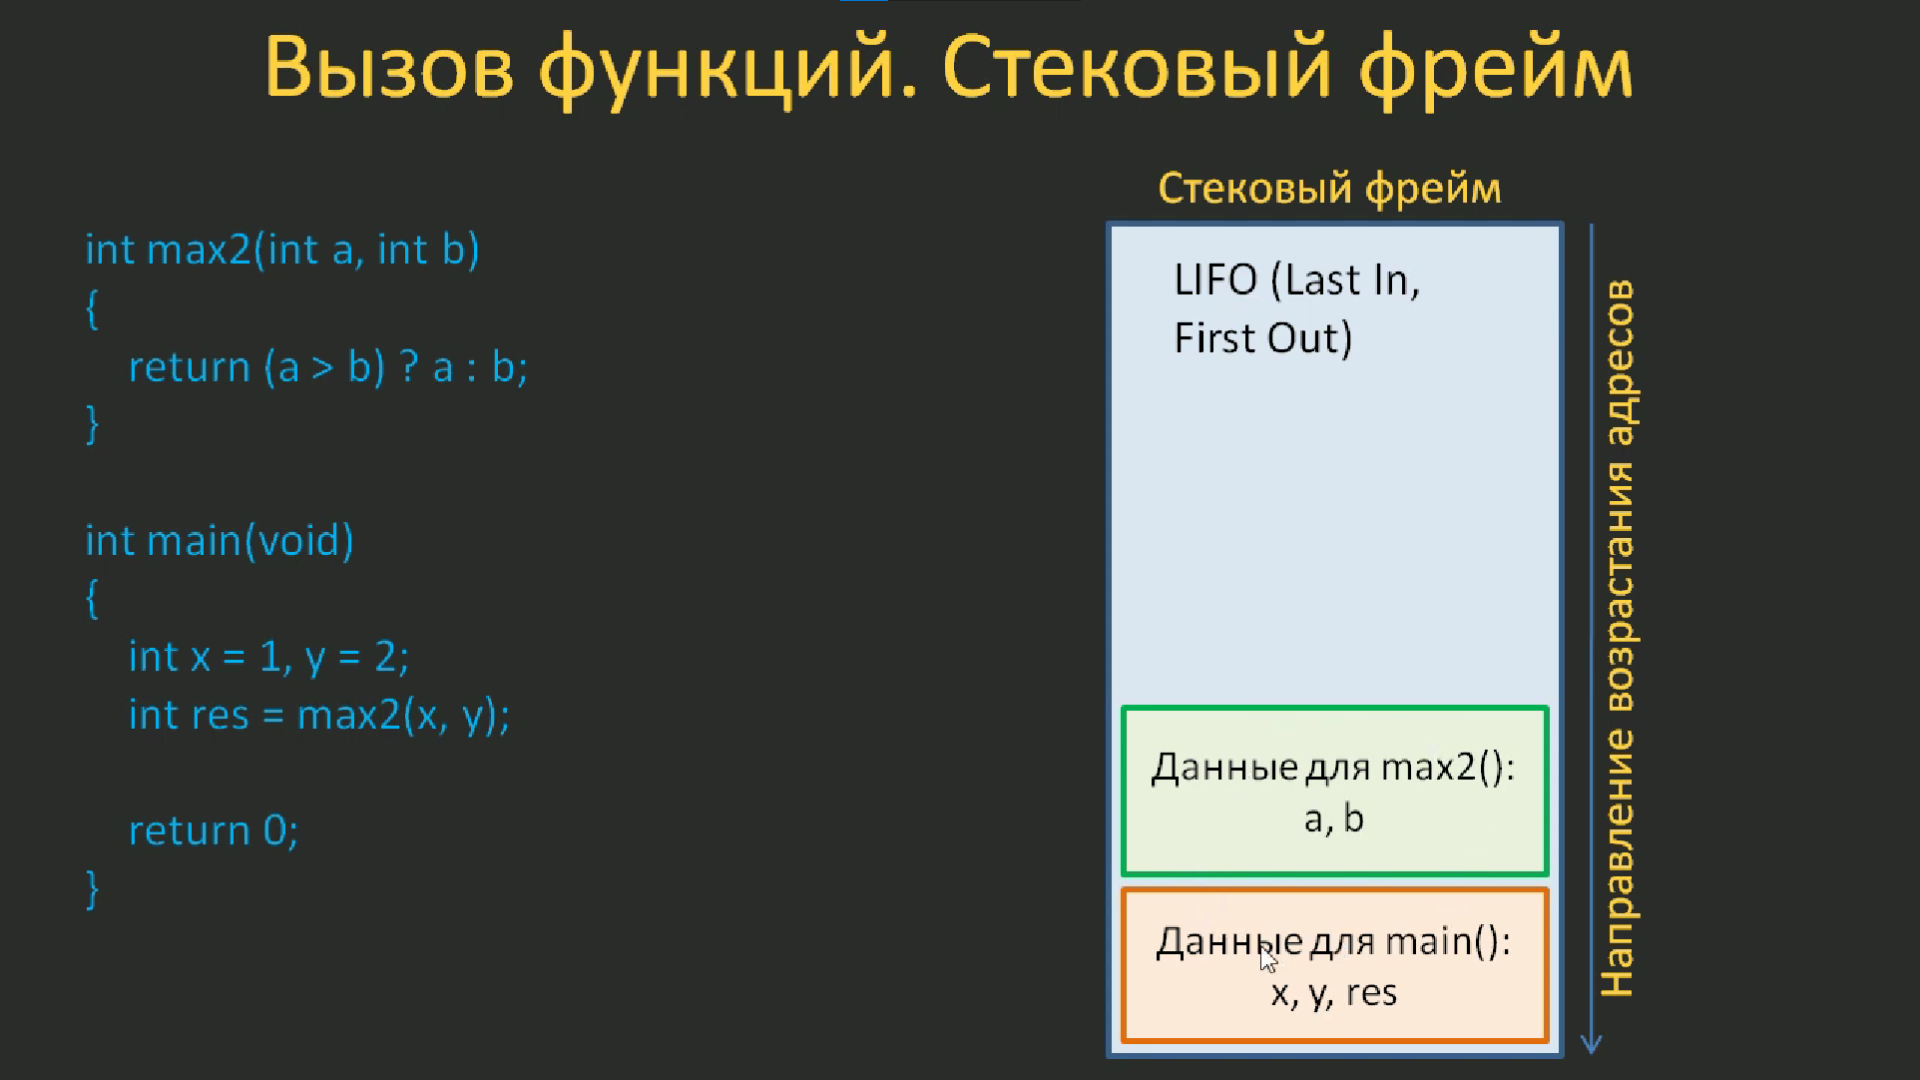 Вызов функций. Стековый фрейм
int max2(int a, int b)
{
return (a > b) ? a : b;
}
int main(void)
{
int x = 1, y = 2;
int res = max2(x, y);
return 0;
}
Стековый фрейм
LIFO (Last In,
First Out)
Данные для max2():
a, b
Данные для main():
x, y, res
Направление возрастания адресов